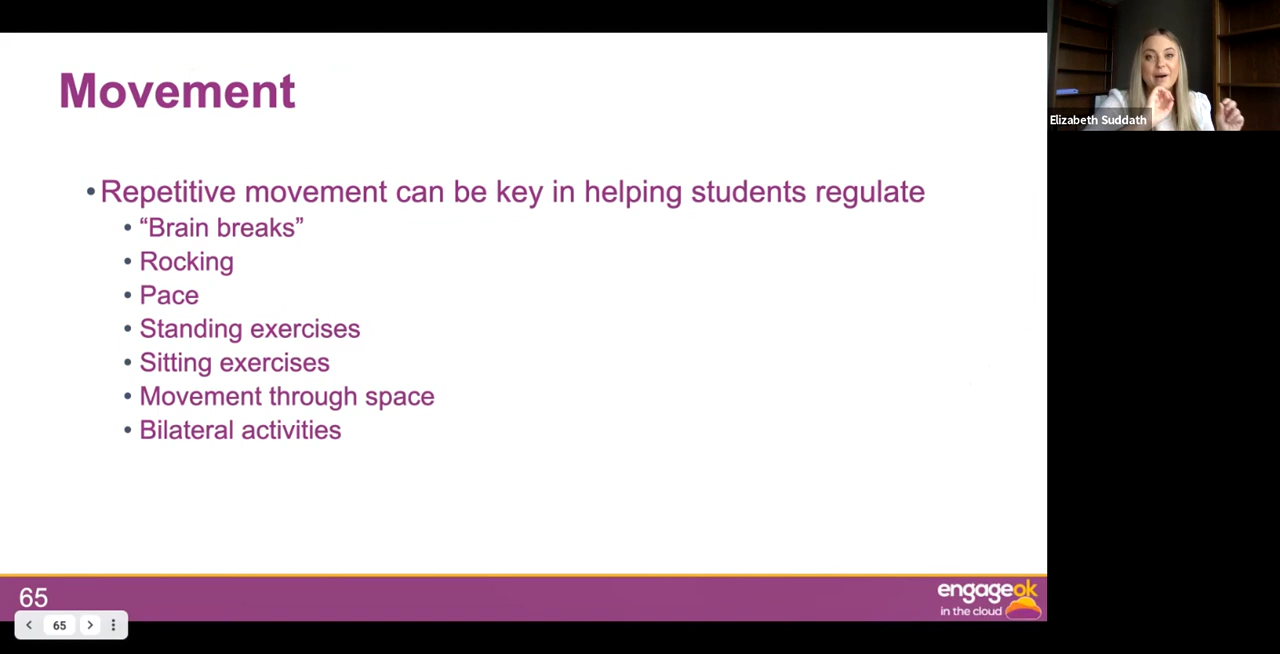 Movement
Elizabeth Suddath
•Repetitive movement can be key in helping students regulate
• “Brain breaks”
• Rocking
• Pace
• Standing exercises
• Sitting exercises
• Movement through space
• Bilateral activities
65
engageok
in the cloud
65